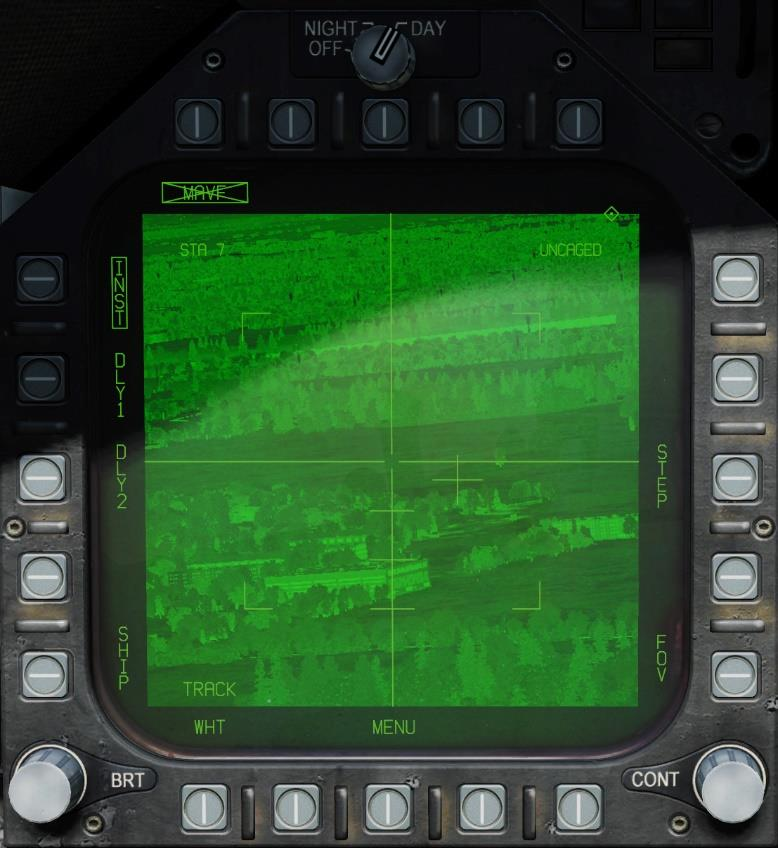 NIGHT DAY
OFF
MAVF
STA 7 UNCAGED
INST
DLY1
DLY2
STEP
SHIP
FOV
TRACK
WHT MENU
BRT CONT